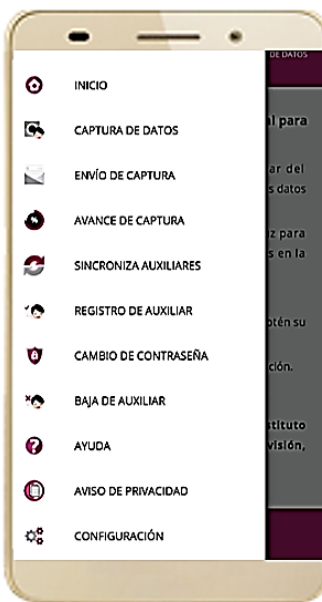 DE DATOS
INICIO
al para
CAPTURA DE DATOS
ar del
ENVÍO DE CAPTURA
s datos
AVANCE DE CAPTURA
uz para
s en la
SINCRONIZA AUXILIARES
REGISTRO DE AUXILIAR
otén su
CAMBIO DE CONTRASEÑA
ción.
BAJA DE AUXILIAR
stituto
AYUDA
visión,
AVISO DE PRIVACIDAD
CONFIGURACIÓN